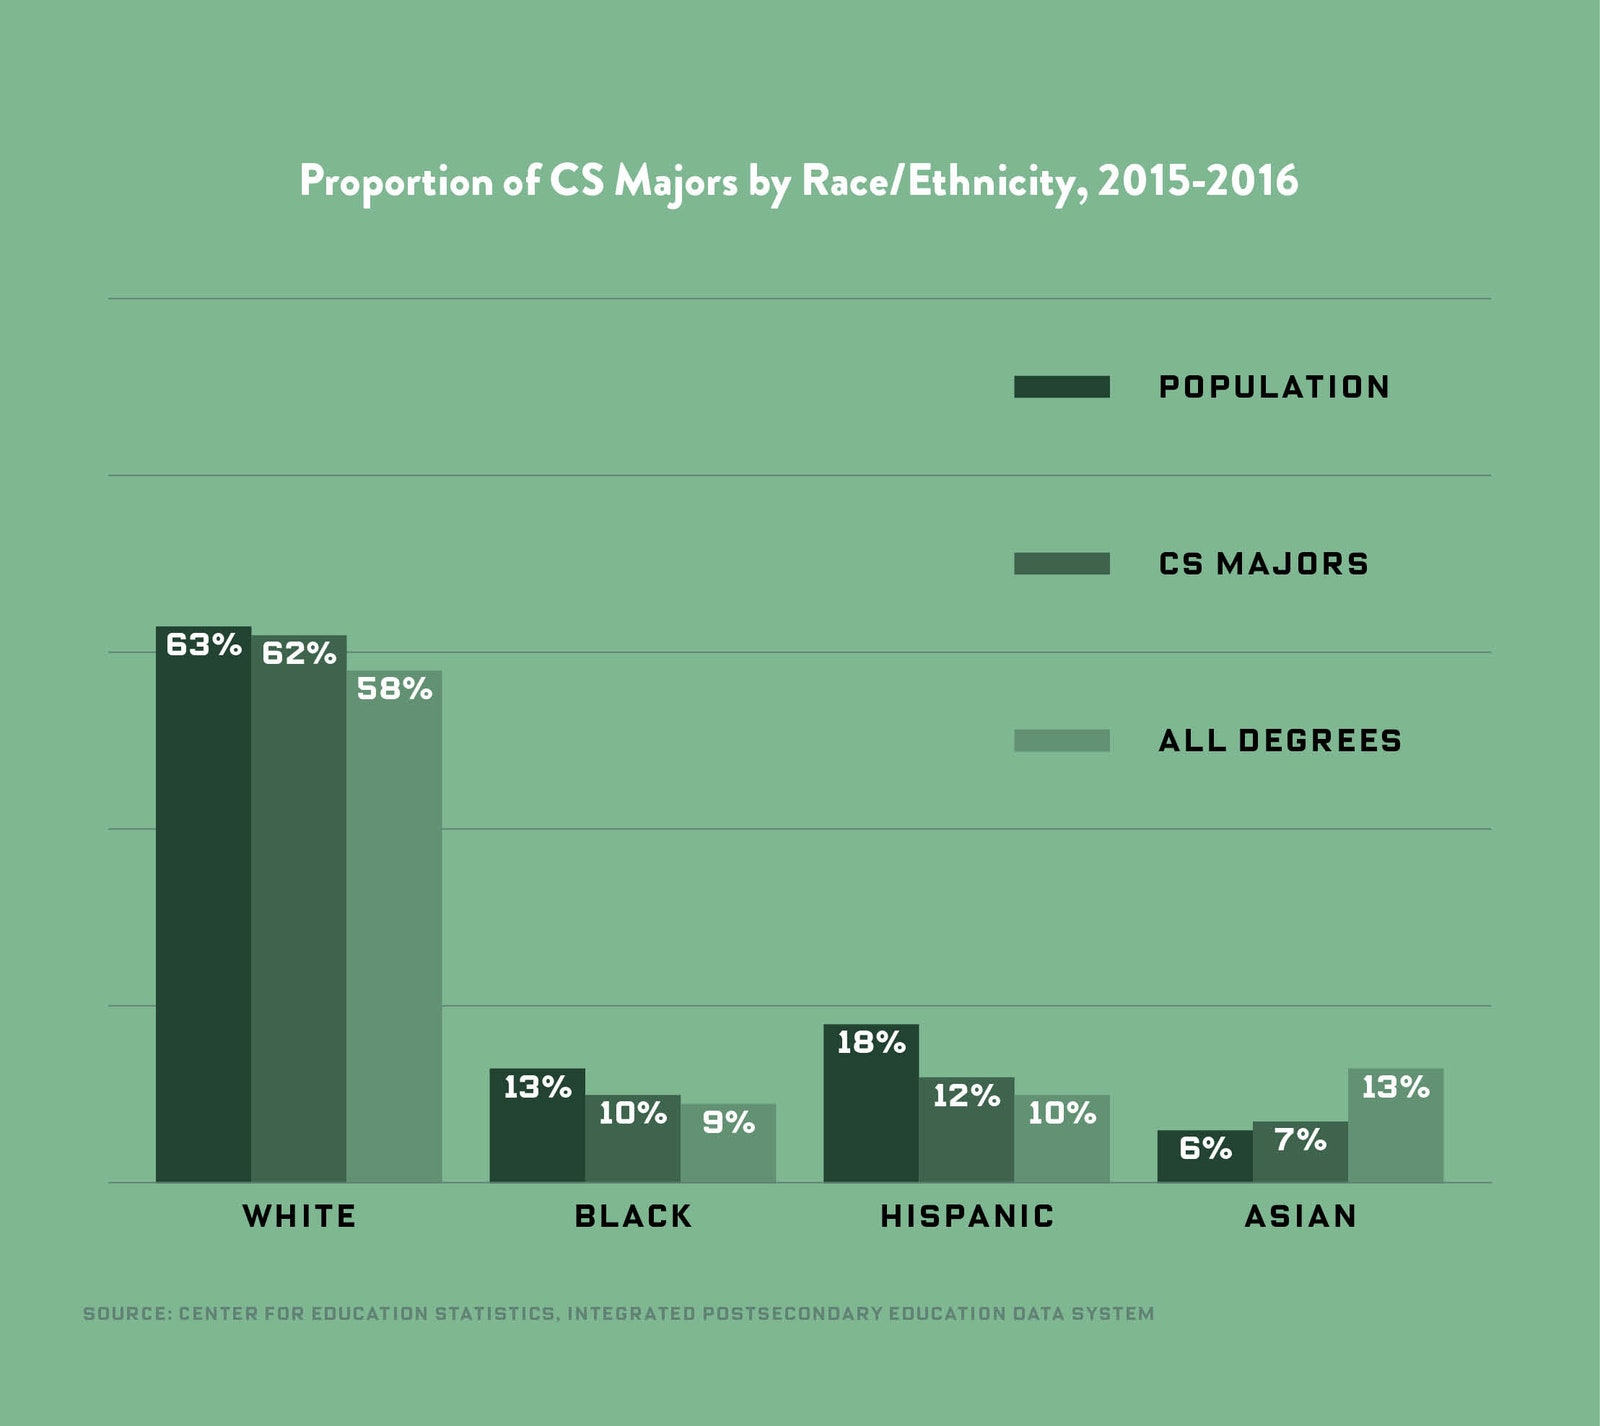 Proportion of CS Majors by Race/Ethnicity, 2015-2016
POPULATION
CS MAJORS
ALL DEGREES
63% 62% 58%
13% 10% 9%
18% 12% 10%
6% 7% 13%
WHITE BLACK HISPANIC ASIAN
SOURCE: CENTER FOR EDUCATION STATISTICS, INTEGRATED POSTSECONDARY EDUCATION DATA SYSTEM